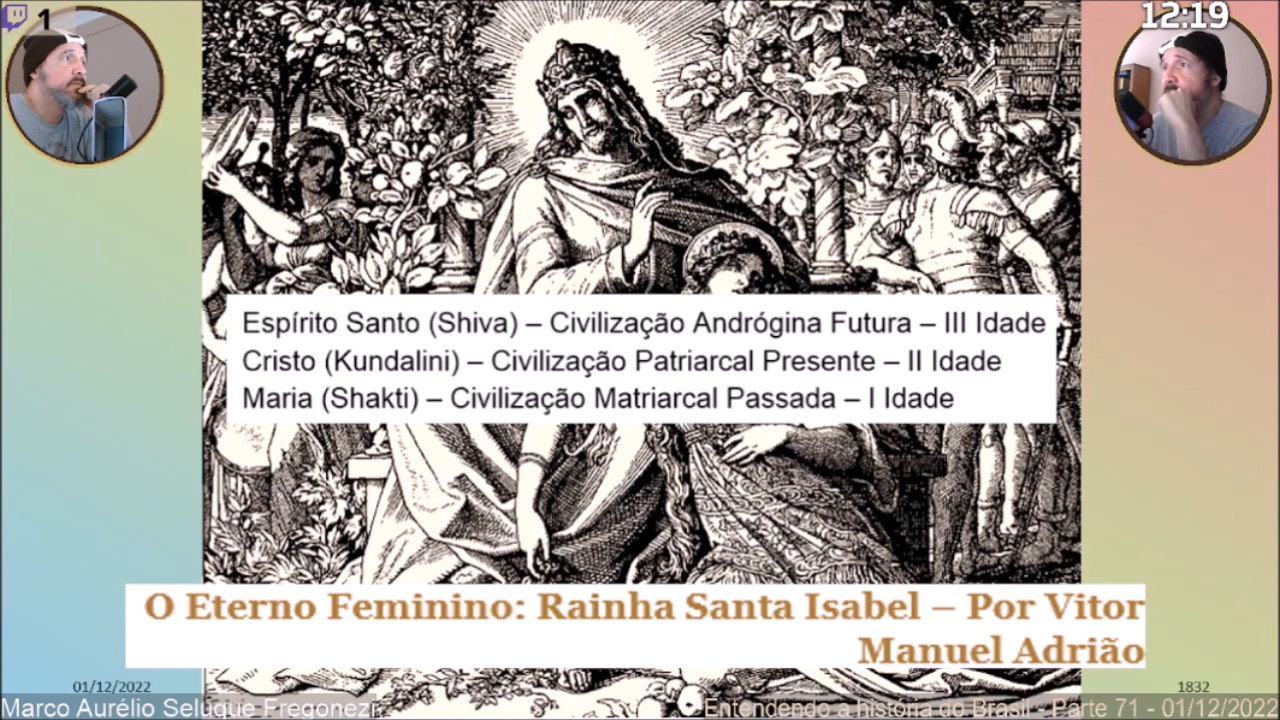 1
12:19
Espírito Santo (Shiva) – Civilização Andrógina Futura – III Idade
Cristo (Kundalini) – Civilização Patriarcal Presente – II Idade
Maria (Shakti) – Civilização Matriarcal Passada – I Idade
O Eterno Feminino: Rainha Santa Isabel – Por Vitor
Manuel Adrião
01/12/2022
1832
Marco Aurélio Seluque Fregonezi
Entendendo a história do Brasil - Parte 71 - 01/12/2022